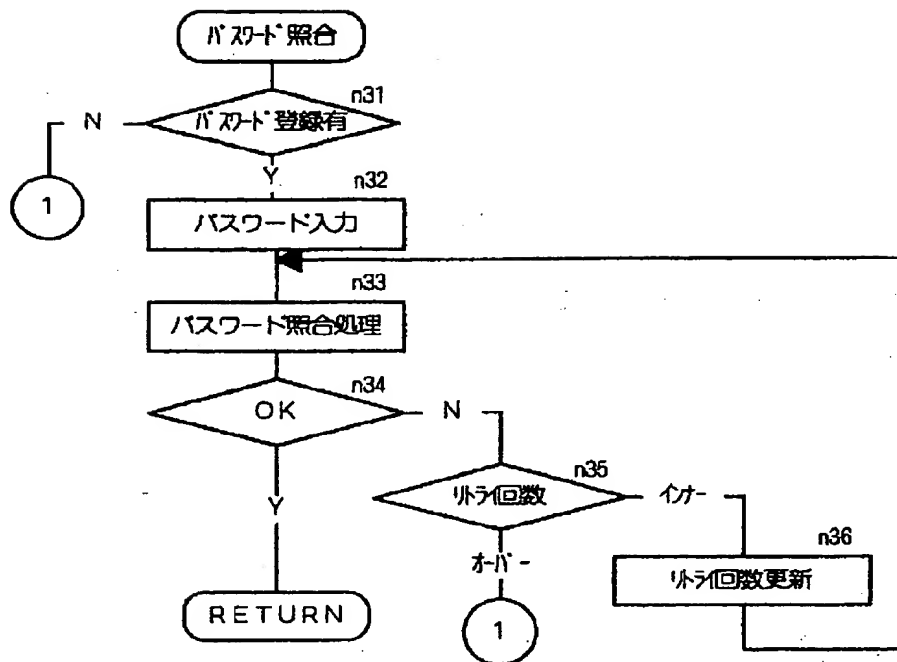 パスワード照合
n31
パスワード登録有
N
Y
1
n32
パスワード入力
n33
パスワード照合処理
n34
OK
N
Y
n35
リトライ回数
インナー
オーバー
n36
リトライ回数更新
RETURN
1